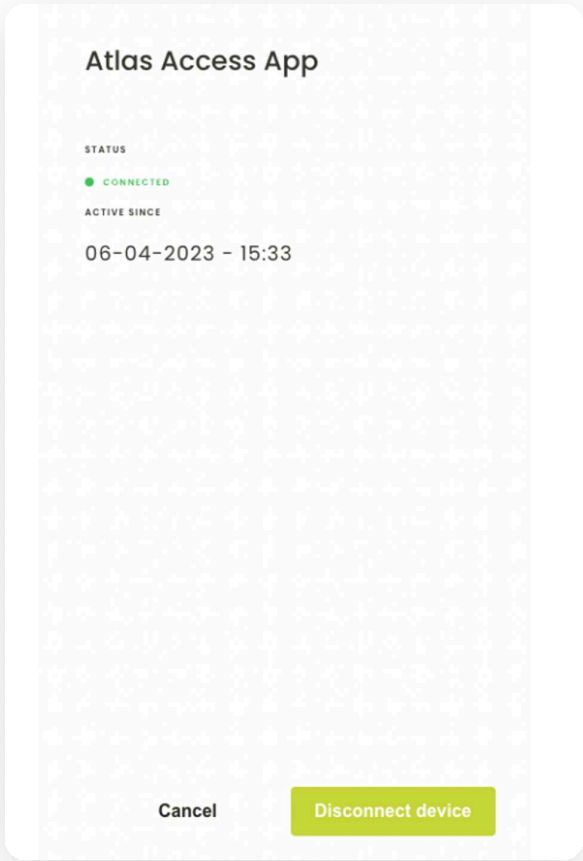 Atlas Access App
STATUS
CONNECTED
ACTIVE SINCE
06-04-2023 - 15:33
Cancel
Disconnect device